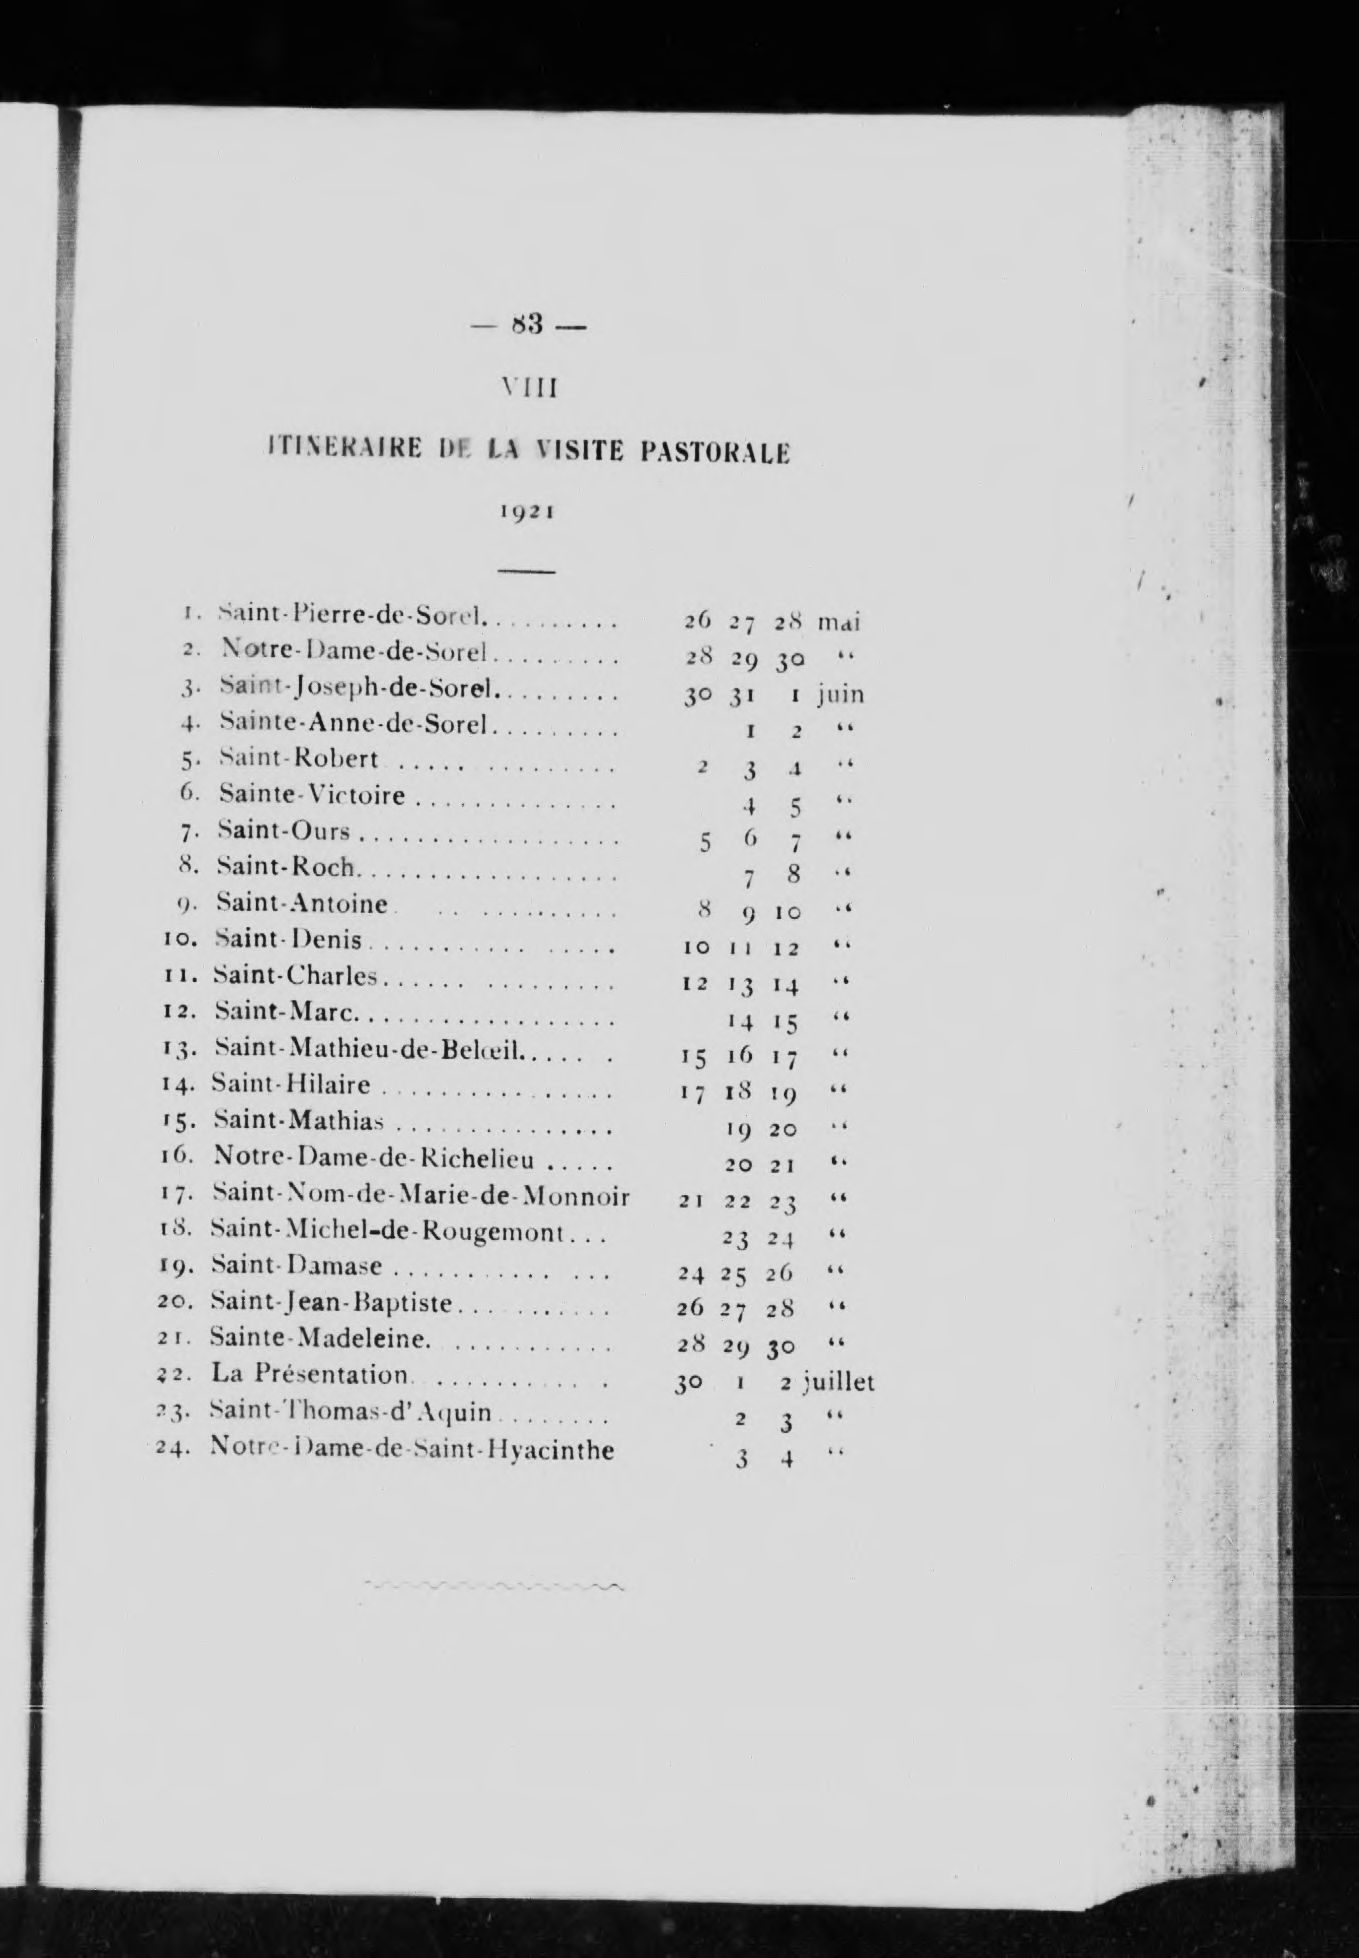 — 83 —
VIII
ITINERAIRE DE LA VISITE PASTORALE
1921
1. Saint-Pierre-de-Sorel.......... 26 27 28 mai
2. Notre-Dame-de-Sorel......... 28 29 30 “
3. Saint-Joseph-de-Sorel......... 30 31 1 juin
4. Sainte-Anne-de-Sorel......... 1 2 “
5. Saint-Robert ..... ......... 2 3 4 “
6. Sainte-Victoire .............. 4 5 “
7. Saint-Ours .................. 5 6 7 “
8. Saint-Roch.................. 7 8 “
9. Saint-Antoine. .. ......... 8 9 10 “
10. Saint-Denis........... ...... 10 11 12 “
11. Saint-Charles...... ......... 12 13 14 “
12. Saint-Marc.................. 14 15 “
13. Saint-Mathieu-de-Belœil..... . 15 16 17 “
14. Saint-Hilaire ................ 17 18 19 “
15. Saint-Mathias ............... 19 20 “
16. Notre-Dame-de-Richelieu ..... 20 21 “
17. Saint-Nom-de-Marie-de-Monnoir 21 22 23 “
18. Saint-Michel-de-Rougemont... 23 24 “
19. Saint-Damase ........... ... 24 25 26 “
20. Saint-Jean-Baptiste... ....... 26 27 28 “
21. Sainte-Madeleine. ........... 28 29 30 “
22. La Présentation. .......... . . 30 1 2 juillet
23. Saint-Thomas-d'Aquin ........ 2 3 “
24. Notre-Dame-de-Saint-Hyacinthe 3 4 “